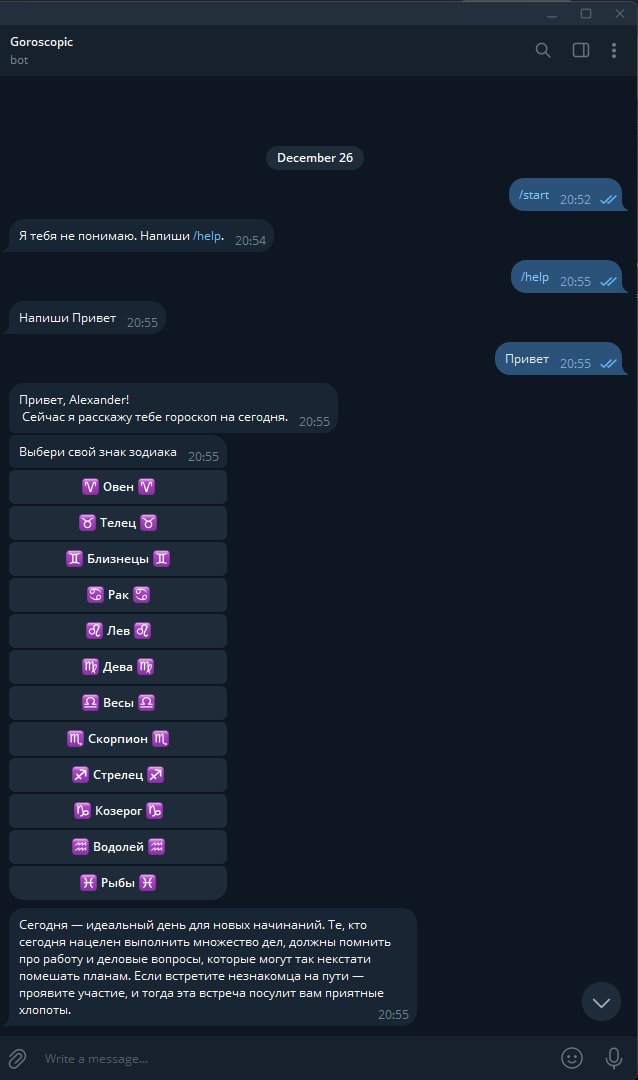 Goroscopic
bot
December 26
/start 20:52
Я тебя не понимаю. Напиши /help. 20:54
/help 20:55
Напиши Привет 20:55
Привет 20:55
Привет, Alexander!
Сейчас я расскажу тебе гороскоп на сегодня. 20:55
Выбери свой знак зодиака 20:55
♈ Овен ♈
♉ Телец ♉
♊ Близнецы ♊
♋ Рак ♋
♌ Лев ♌
♍ Дева ♍
♎ Весы ♎
♏ Скорпион ♏
♐ Стрелец ♐
♑ Козерог ♑
♒ Водолей ♒
♓ Рыбы ♓
Сегодня — идеальный день для новых начинаний. Те, кто
сегодня нацелен выполнить множество дел, должны помнить
про работу и деловые вопросы, которые могут так некстати
помешать планам. Если встретите незнакомца на пути —
проявите участие, и тогда эта встреча посулит вам приятные
хлопоты. 20:55
Write a message...